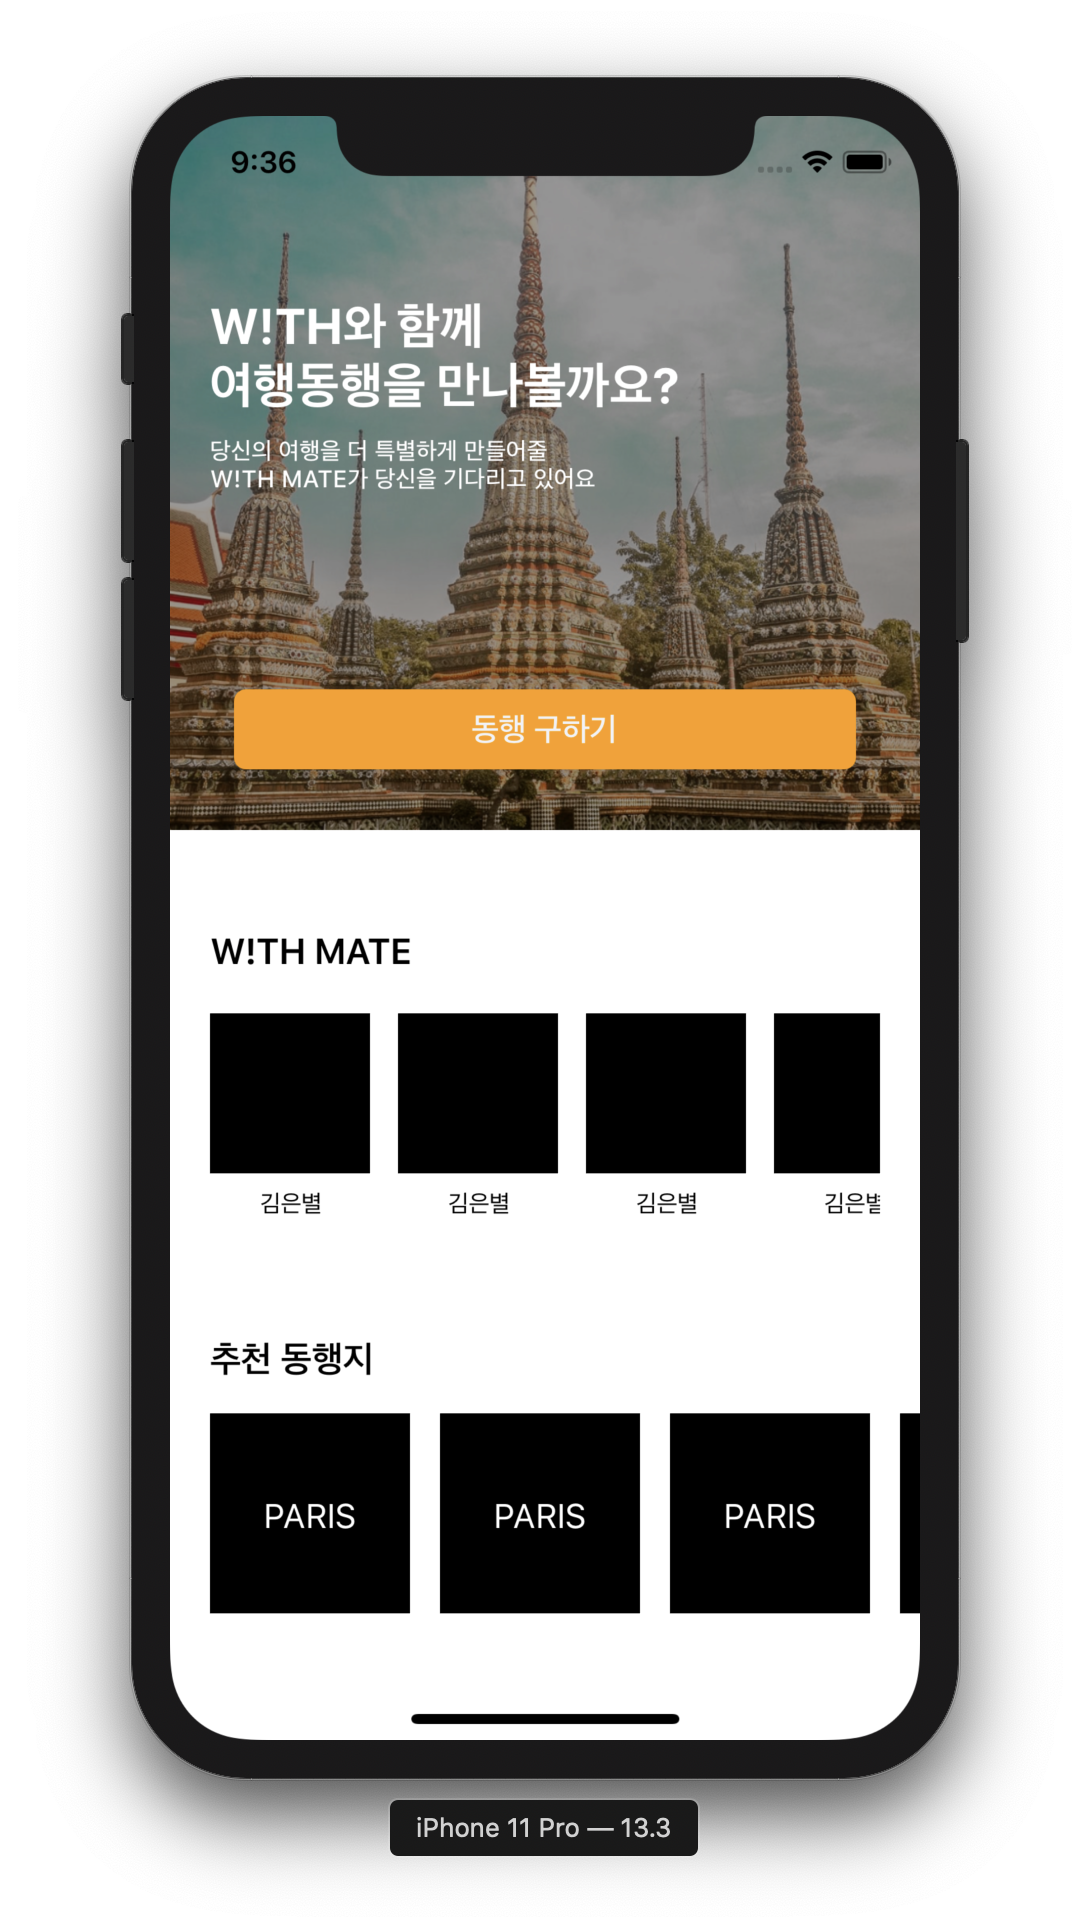 9:36
W!TH와 함께
여행동행을 만나볼까요?
당신의 여행을 더 특별하게 만들어줄
W!TH MATE가 당신을 기다리고 있어요
동행 구하기
W!TH MATE
김은별 김은별 김은별 김은별
추천 동행지
PARIS PARIS PARIS
iPhone 11 Pro — 13.3